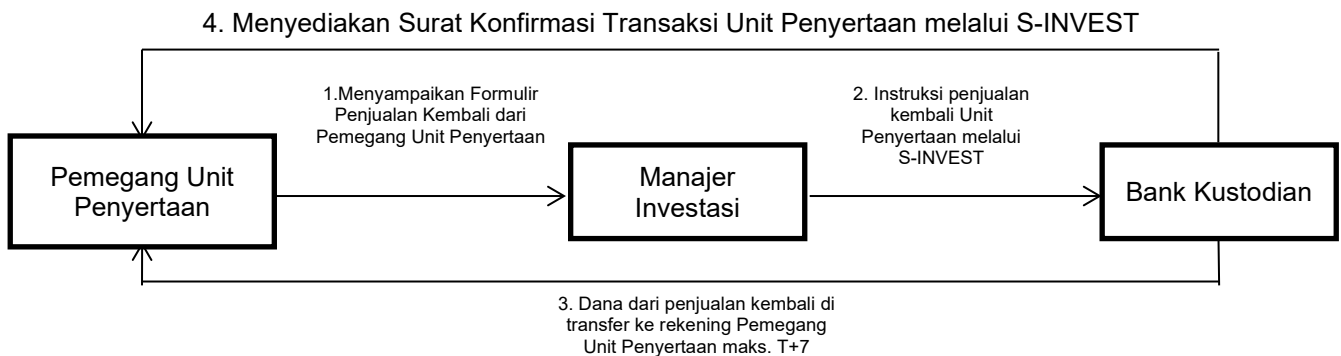 4. Menyediakan Surat Konfirmasi Transaksi Unit Penyertaan melalui S-INVEST
1.Menyampaikan Formulir
Penjualan Kembali dari
Pemegang Unit Penyertaan
2. Instruksi penjualan
kembali Unit
Penyertaan melalui
S-INVEST
Pemegang Unit
Penyertaan
Manajer
Investasi
Bank Kustodian
3. Dana dari penjualan kembali di
transfer ke rekening Pemegang
Unit Penyertaan maks. T+7